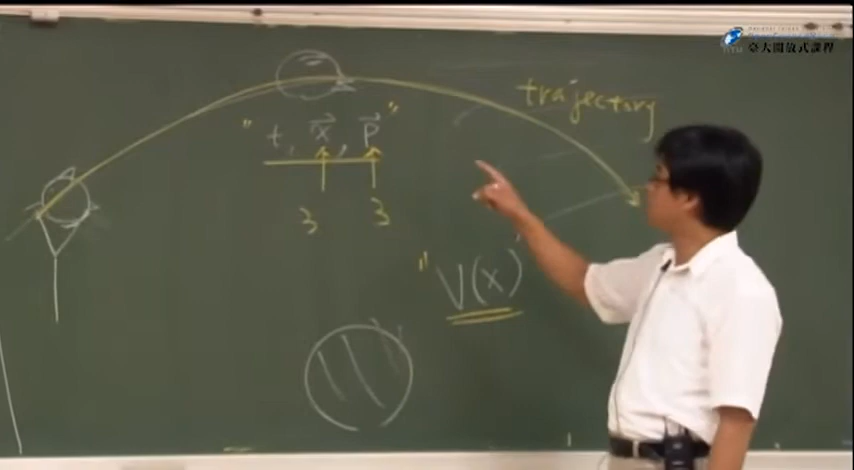 臺大開放式課程
trajectory
" t, x⃗, p⃗ "
3 3
" V(x) "